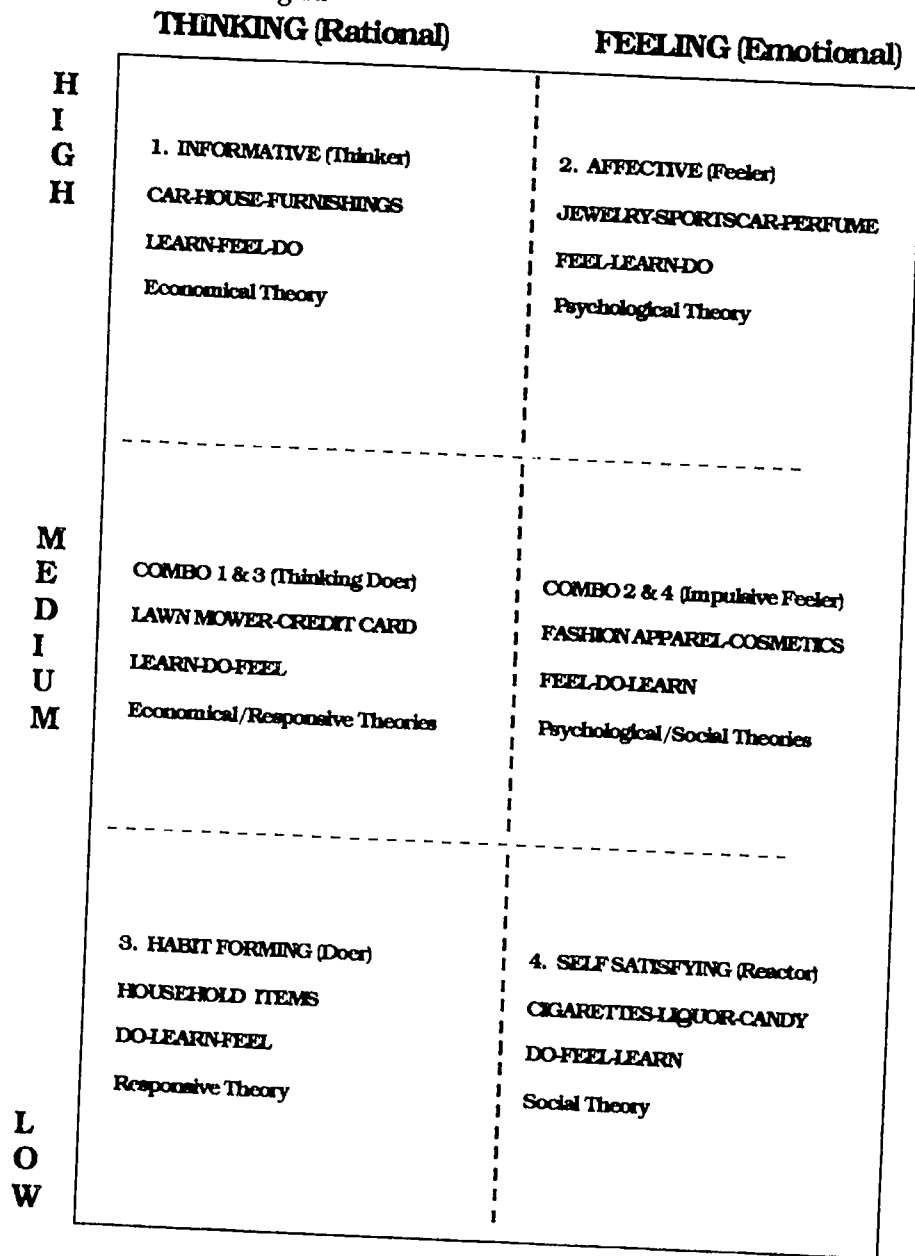 THINKING (Rational)
FEELING (Emotional)
HIGH
1. INFORMATIVE (Thinker)
CAR-HOUSE-FURNISHINGS
LEARN-FEEL-DO
Economical Theory
2. AFFECTIVE (Feeler)
JEWELRY-SPORTSCAR-PERFUME
FEEL-LEARN-DO
Psychological Theory
MEDIUM
COMBO 1 & 3 (Thinking Doer)
LAWN MOWER-CREDIT CARD
LEARN-DO-FEEL
Economical/Responsive Theories
COMBO 2 & 4 (Impulsive Feeler)
FASHION APPAREL-COSMETICS
FEEL-DO-LEARN
Psychological/Social Theories
LOW
3. HABIT FORMING (Doer)
HOUSEHOLD ITEMS
DO-LEARN-FEEL
Responsive Theory
4. SELF SATISFYING (Reactor)
CIGARETTES-LIQUOR-CANDY
DO-FEEL-LEARN
Social Theory